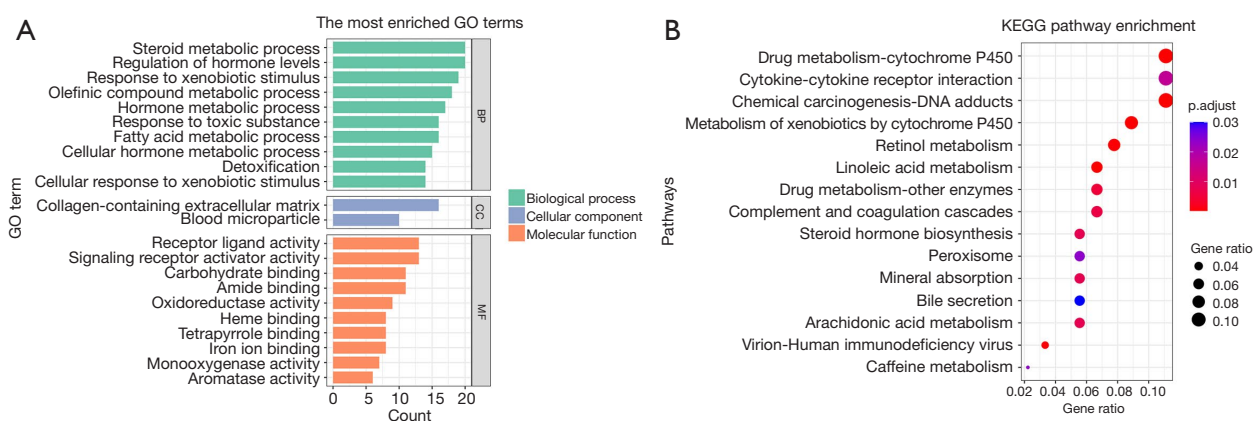 A
The most enriched GO terms
GO term
Steroid metabolic process
Regulation of hormone levels
Response to xenobiotic stimulus
Olefinic compound metabolic process
Hormone metabolic process
Response to toxic substance
Fatty acid metabolic process
Cellular hormone metabolic process
Detoxification
Cellular response to xenobiotic stimulus
BP
Collagen-containing extracellular matrix
Blood microparticle
CC
Receptor ligand activity
Signaling receptor activator activity
Carbohydrate binding
Amide binding
Oxidoreductase activity
Heme binding
Tetrapyrrole binding
Iron ion binding
Monooxygenase activity
Aromatase activity
MF
0 5 10 15 20
Count
Biological process
Cellular component
Molecular function
B
KEGG pathway enrichment
Pathways
Drug metabolism-cytochrome P450
Cytokine-cytokine receptor interaction
Chemical carcinogenesis-DNA adducts
Metabolism of xenobiotics by cytochrome P450
Retinol metabolism
Linoleic acid metabolism
Drug metabolism-other enzymes
Complement and coagulation cascades
Steroid hormone biosynthesis
Peroxisome
Mineral absorption
Bile secretion
Arachidonic acid metabolism
Virion-Human immunodeficiency virus
Caffeine metabolism
0.02 0.04 0.06 0.08 0.10
Gene ratio
p.adjust
0.03
0.02
0.01
Gene ratio
0.04
0.06
0.08
0.10